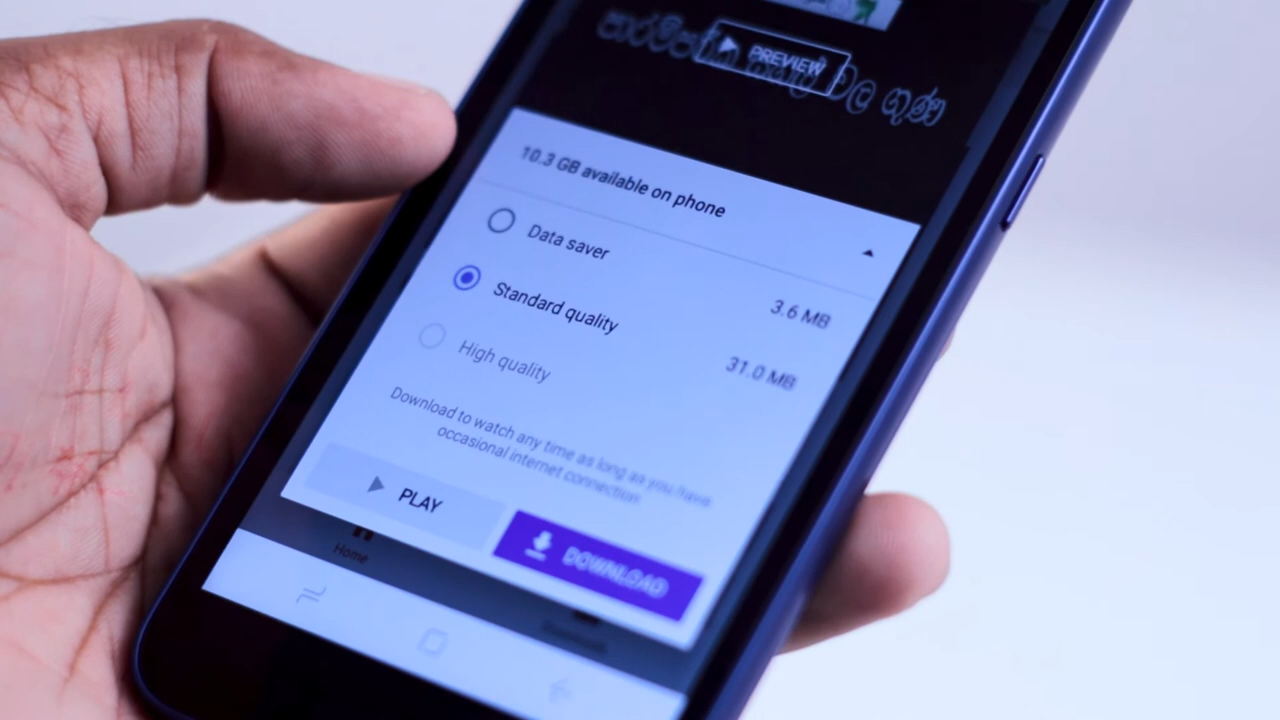 PREVIEW
ගුණ
10.3 GB available on phone
Data saver
3.6 MB
Standard quality
31.0 MB
High quality
Download to watch any time as long as you have
occasional internet connection
PLAY
DOWNLOAD
Home